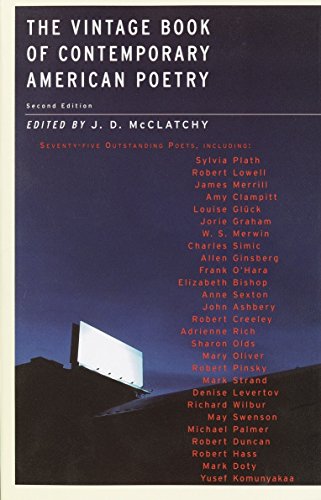 THE VINTAGE BOOK
OF CONTEMPORARY
AMERICAN POETRY
Second Edition
EDITED BY J. D. McCLATCHY
SEVENTY-FIVE OUTSTANDING POETS, INCLUDING:
Sylvia Plath
Robert Lowell
James Merrill
Amy Clampitt
Louise Glück
Jorie Graham
W. S. Merwin
Charles Simic
Allen Ginsberg
Frank O'Hara
Elizabeth Bishop
Anne Sexton
John Ashbery
Robert Creeley
Adrienne Rich
Sharon Olds
Mary Oliver
Robert Pinsky
Mark Strand
Denise Levertov
Richard Wilbur
May Swenson
Michael Palmer
Robert Duncan
Robert Hass
Mark Doty
Yusef Komunyakaa